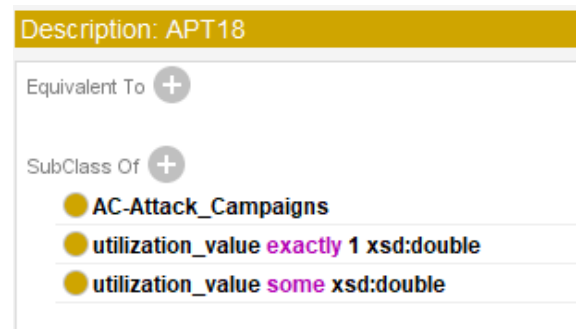 Description: APT18
Equivalent To
SubClass Of
AC-Attack_Campaigns
utilization_value exactly 1 xsd:double
utilization_value some xsd:double